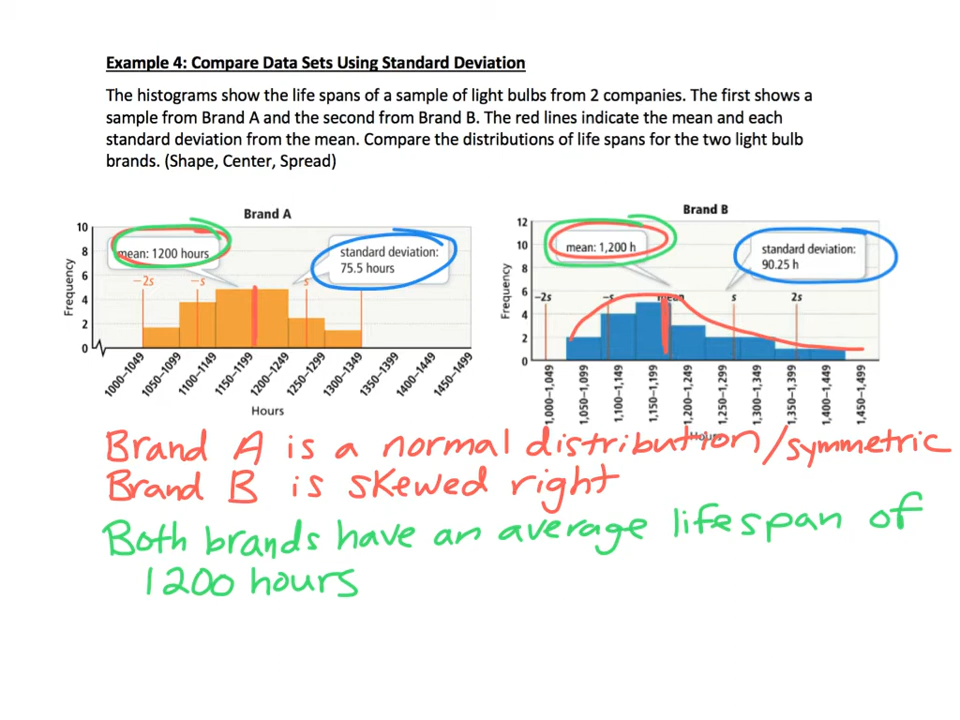 Example 4: Compare Data Sets Using Standard Deviation
The histograms show the life spans of a sample of light bulbs from 2 companies. The first shows a
sample from Brand A and the second from Brand B. The red lines indicate the mean and each
standard deviation from the mean. Compare the distributions of life spans for the two light bulb
brands. (Shape, Center, Spread)
Brand A
10
8
6
4
2
0
Frequency
mean: 1200 hours
standard deviation:
75.5 hours
−2s
−s
s
1000–1049
1050–1099
1100–1149
1150–1199
1200–1249
1250–1299
1300–1349
1350–1399
1400–1449
1450–1499
Hours
Brand B
12
10
8
6
4
2
0
Frequency
mean: 1,200 h
standard deviation:
90.25 h
−2s
−s
mean
s
2s
1,000–1,049
1,050–1,099
1,100–1,149
1,150–1,199
1,200–1,249
1,250–1,299
1,300–1,349
1,350–1,399
1,400–1,449
1,450–1,499
Hours
Brand A is a normal distribution/symmetric
Brand B is skewed right
Both brands have an average lifespan of
1200 hours